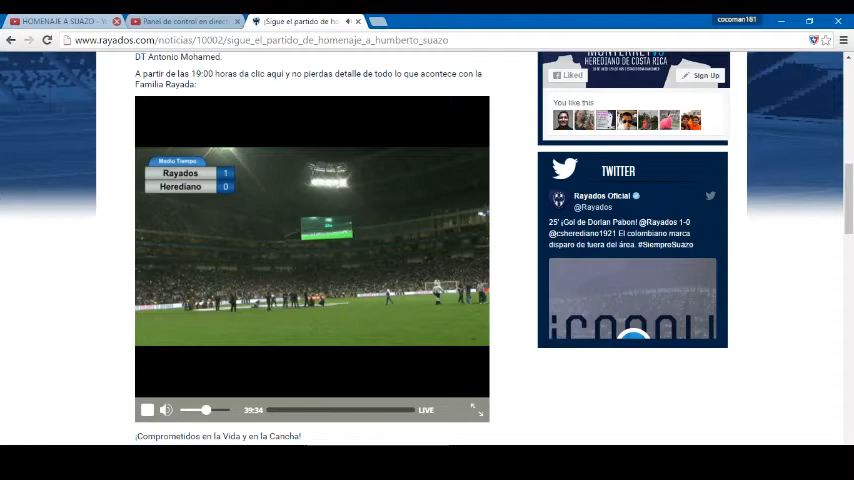 HOMENAJE A SUAZO - Y
Panel de control en direct
¡Sigue el partido de ho
cocoman181
www.rayados.com/noticias/10002/sigue_el_partido_de_homenaje_a_humberto_suazo
DT Antonio Mohamed.
A partir de las 19:00 horas da clic aquí y no pierdas detalle de todo lo que acontece con la
Familia Rayada:
Medio Tiempo
Rayados 1
Herediano 0
39:34
LIVE
¡Comprometidos en la Vida y en la Cancha!
HEREDIANO DE COSTA RICA
Liked
Sign Up
You like this
TWITTER
Rayados Oficial
@Rayados
25' ¡Gol de Dorlan Pabon! @Rayados 1-0
@csherediano1921 El colombiano marca
disparo de fuera del área. #SiempreSuazo